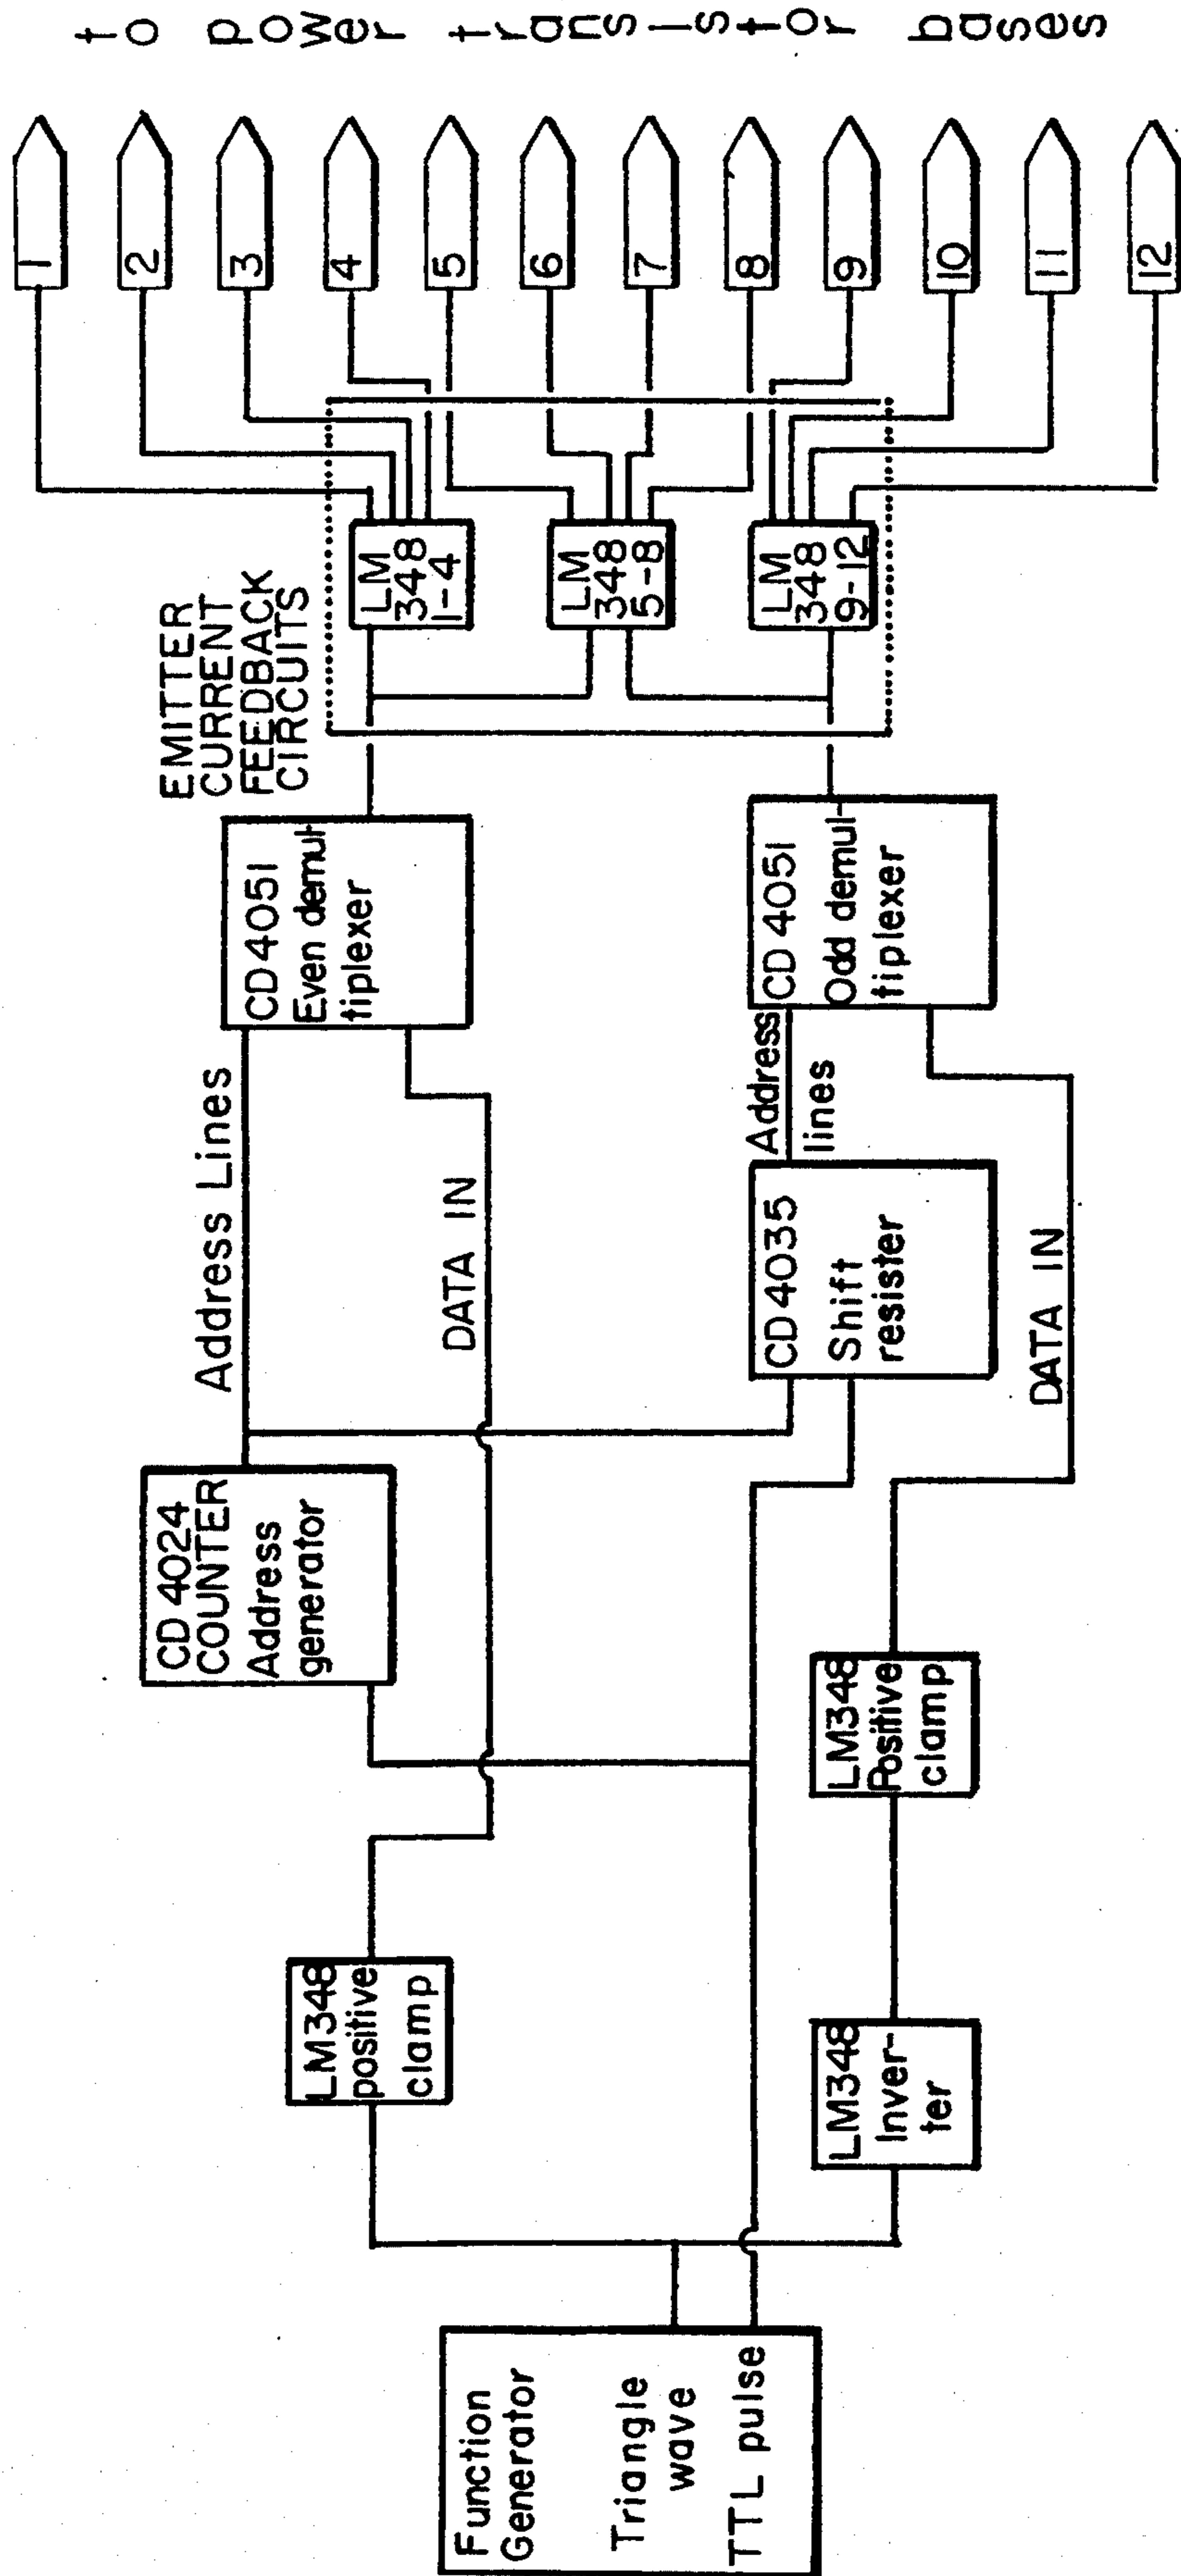 Function
Generator
Triangle
wave
TTL pulse
LM348
positive
clamp
LM348
Inver-
ter
LM348
Positive
clamp
CD 4024
COUNTER
Address
generator
Address Lines
DATA IN
CD4035
Shift
resister
DATA IN
Address
lines
CD4051
Even demul-
tiplexer
CD 4051
Odd demul-
tiplexer
EMITTER
CURRENT
FEEDBACK
CIRCUITS
LM
348
1-4
LM
348
5-8
LM
348
9-12
1
2
3
4
5
6
7
8
9
10
11
12
to power transistor bases